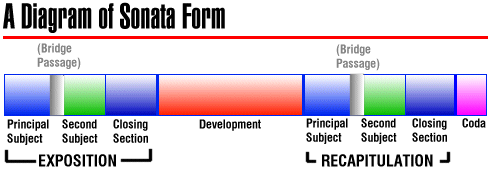 A Diagram of Sonata Form
(Bridge
Passage)
(Bridge
Passage)
Principal
Subject
Second
Subject
Closing
Section
Development
Principal
Subject
Second
Subject
Closing
Section
Coda
EXPOSITION
RECAPITULATION